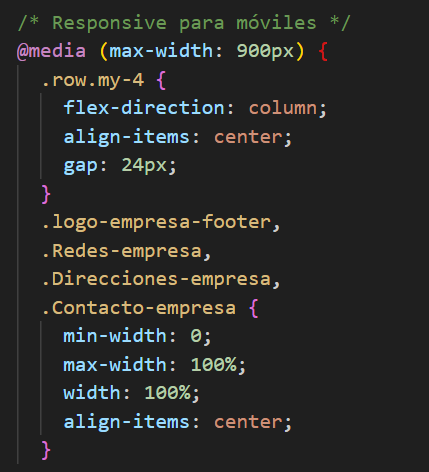 /* Responsive para móviles */
@media (max-width: 900px) {
  .row.my-4 {
    flex-direction: column;
    align-items: center;
    gap: 24px;
  }
  .logo-empresa-footer,
  .Redes-empresa,
  .Direcciones-empresa,
  .Contacto-empresa {
    min-width: 0;
    max-width: 100%;
    width: 100%;
    align-items: center;
  }